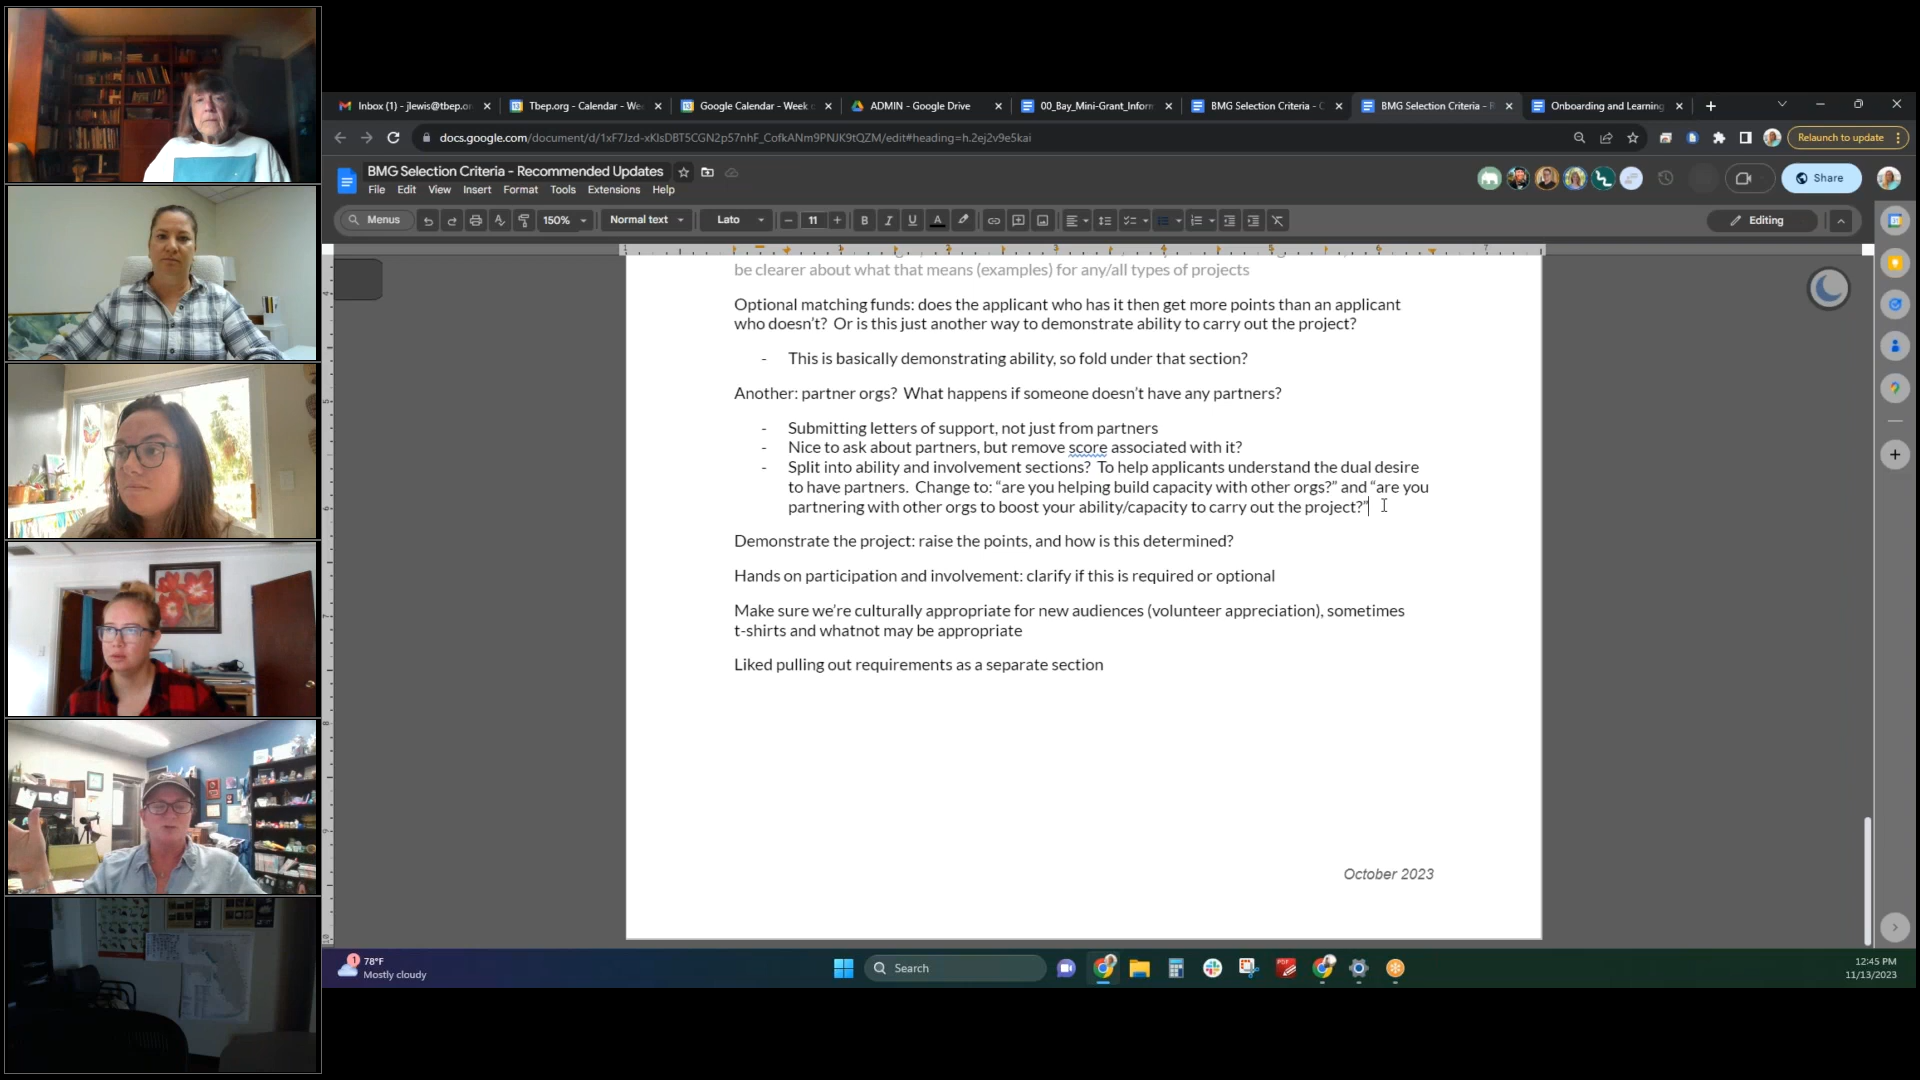 Inbox (1) - jlewis@tbep.or
Tbep.org - Calendar - We
Google Calendar - Week
ADMIN - Google Drive
00_Bay_Mini-Grant_Inform
BMG Selection Criteria - C
BMG Selection Criteria - R
Onboarding and Learning
docs.google.com/document/d/1xF7Jzd-xKlsDBT5CGN2p57nhF_CofkANm9PNJK9tQZM/edit#heading=h.2ej2v9e5kai
Relaunch to update
BMG Selection Criteria - Recommended Updates
File Edit View Insert Format Tools Extensions Help
Share
Menus 150% Normal text Lato 11 B I U A Editing
1 1 2 3 4 5 6 7
be clearer about what that means (examples) for any/all types of projects
Optional matching funds: does the applicant who has it then get more points than an applicant
who doesn't? Or is this just another way to demonstrate ability to carry out the project?
- This is basically demonstrating ability, so fold under that section?
Another: partner orgs? What happens if someone doesn't have any partners?
- Submitting letters of support, not just from partners
- Nice to ask about partners, but remove score associated with it?
- Split into ability and involvement sections? To help applicants understand the dual desire
to have partners. Change to: “are you helping build capacity with other orgs?” and “are you
partnering with other orgs to boost your ability/capacity to carry out the project?”
Demonstrate the project: raise the points, and how is this determined?
Hands on participation and involvement: clarify if this is required or optional
Make sure we're culturally appropriate for new audiences (volunteer appreciation), sometimes
t-shirts and whatnot may be appropriate
Liked pulling out requirements as a separate section
October 2023
1
78°F
Mostly cloudy
Search
PDF
12:45 PM
11/13/2023